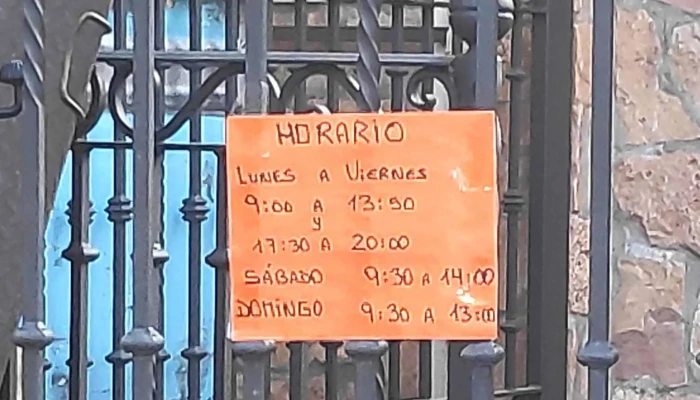 HORARIO
LUNES A VIERNES
9:00 A 13:50
y
17:30 A 20:00
SÁBADO 9:30 A 14:00
DOMINGO 9:30 A 13:00